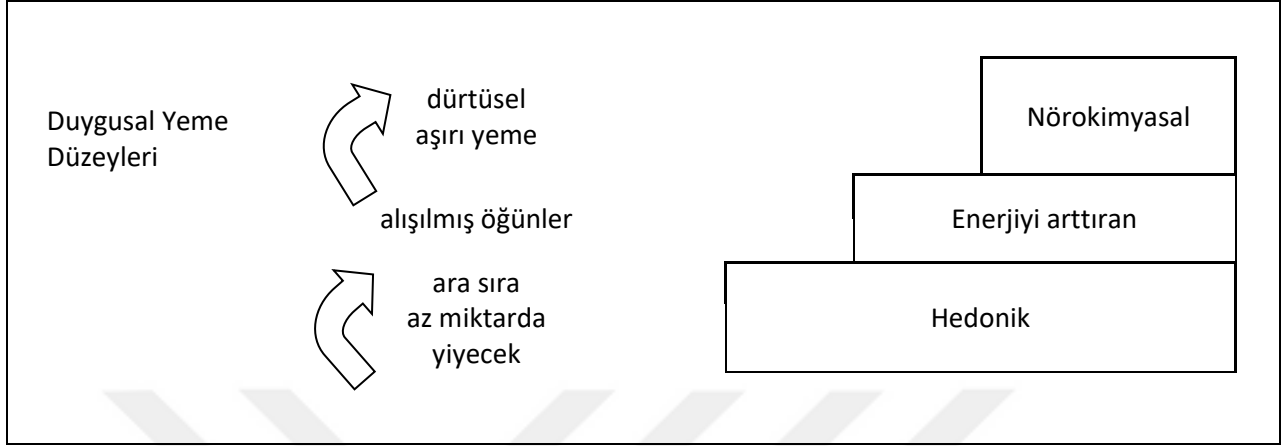 Duygusal Yeme
Düzeyleri
dürtüsel
aşırı yeme
alışılmış öğünler
ara sıra
az miktarda
yiyecek
Nörokimyasal
Enerjiyi arttıran
Hedonik